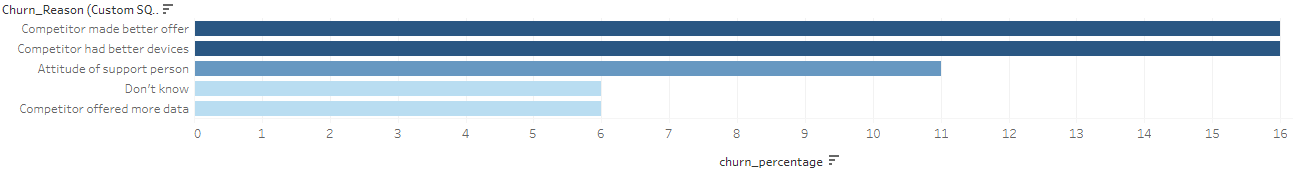 Churn_Reason (Custom SQ..
Competitor made better offer
Competitor had better devices
Attitude of support person
Don't know
Competitor offered more data
0 1 2 3 4 5 6 7 8 9 10 11 12 13 14 15 16
churn_percentage